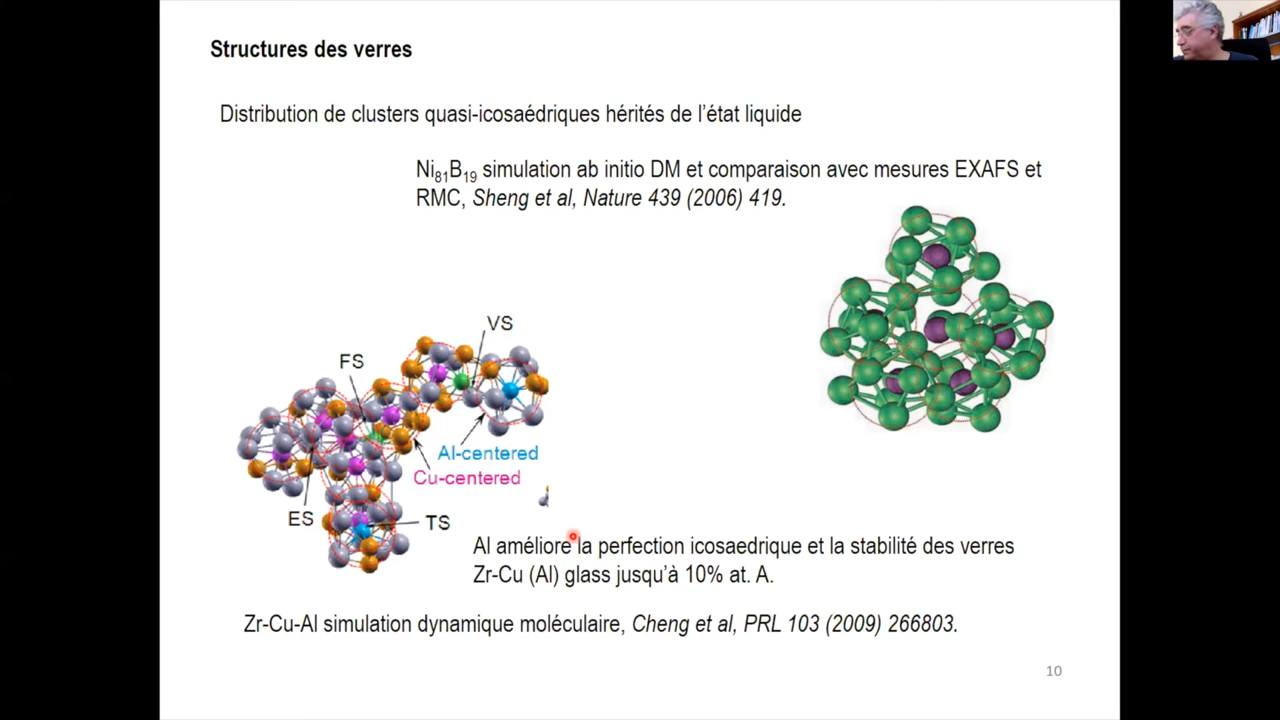 Structures des verres
Distribution de clusters quasi-icosaédriques hérités de l'état liquide
Ni81B19 simulation ab initio DM et comparaison avec mesures EXAFS et
RMC, Sheng et al, Nature 439 (2006) 419.
VS
FS
Al-centered
Cu-centered
ES
TS
Al améliore la perfection icosaedrique et la stabilité des verres
Zr-Cu (Al) glass jusqu'à 10% at. A.
Zr-Cu-Al simulation dynamique moléculaire, Cheng et al, PRL 103 (2009) 266803.
10